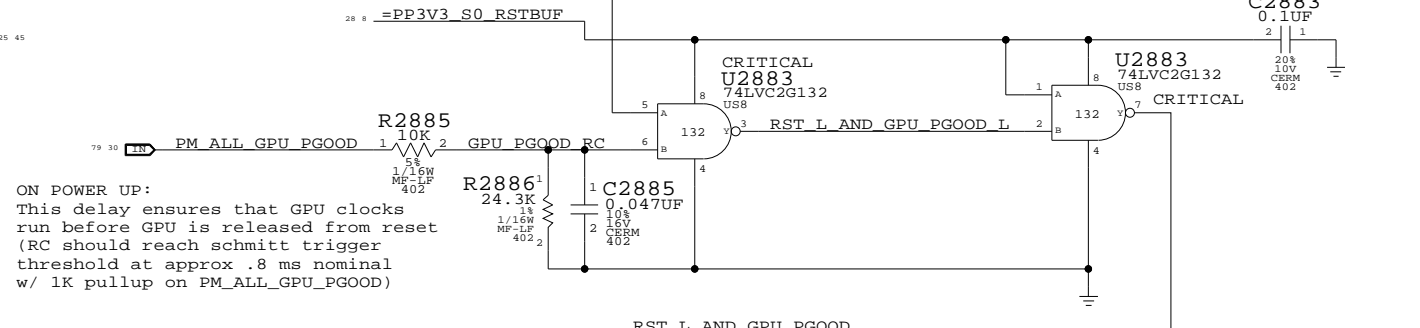 C2883
0.1UF
2 1
20%
10V
CERM
402
28 8 =PP3V3_S0_RSTBUF
25 45
CRITICAL
U2883
74LVC2G132
US8
8
5 A
132
Y 3
6 B
4
RST_L_AND_GPU_PGOOD_L
U2883
74LVC2G132
US8
CRITICAL
8
1 A
132
Y 7
2 B
4
79 30 IN PM_ALL_GPU_PGOOD
R2885
10K
1 2
5%
1/16W
MF-LF
402
GPU_PGOOD_RC
R2886
24.3K
1
1%
1/16W
MF-LF
402
2
C2885
0.047UF
1
10%
16V
CERM
402
2
ON POWER UP:
This delay ensures that GPU clocks
run before GPU is released from reset
(RC should reach schmitt trigger
threshold at approx .8 ms nominal
w/ 1K pullup on PM_ALL_GPU_PGOOD)
RST_L_AND_GPU_PGOOD